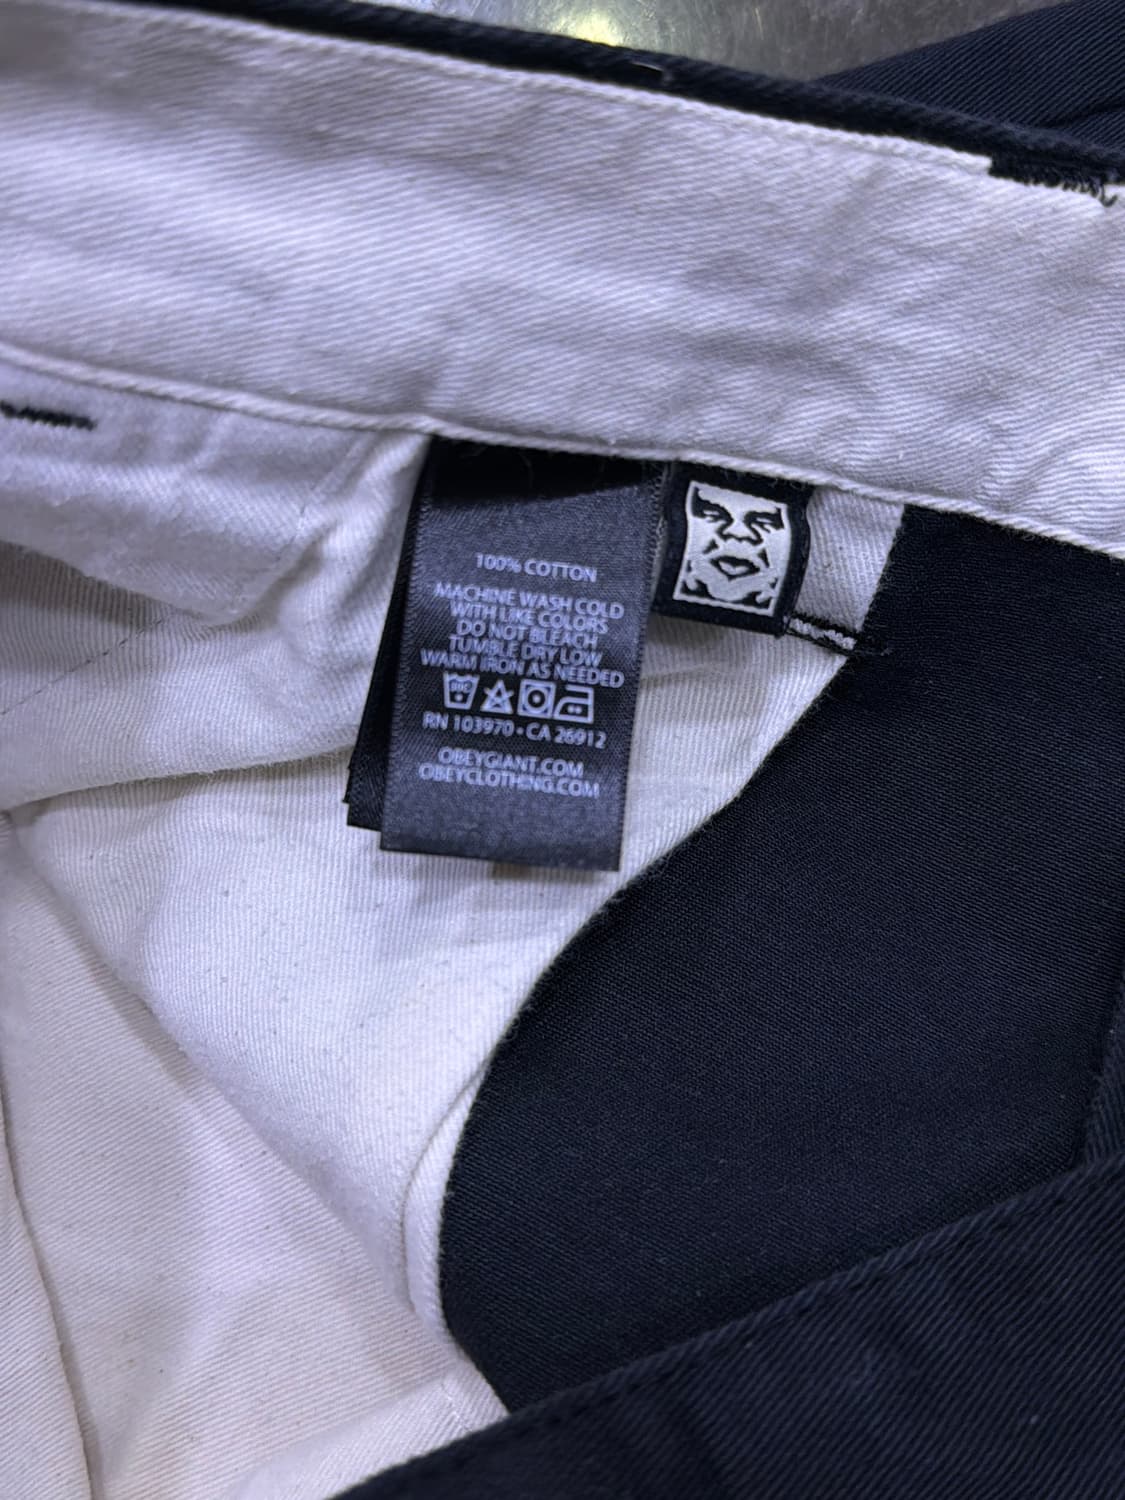 100% COTTON
MACHINE WASH COLD
WITH LIKE COLORS
DO NOT BLEACH
TUMBLE DRY LOW
WARM IRON AS NEEDED
RN 103970 • CA 26912
OBEYGIANT.COM
OBEYCLOTHING.COM